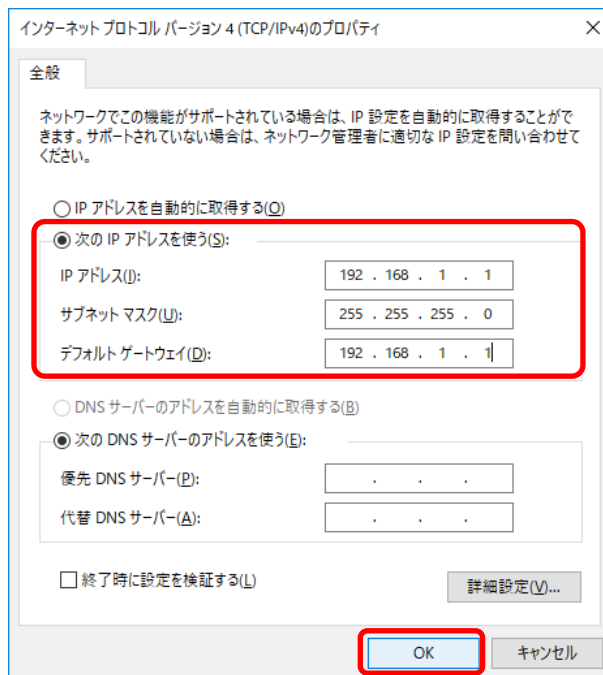 インターネット プロトコル バージョン 4 (TCP/IPv4)のプロパティ
全般
ネットワークでこの機能がサポートされている場合は、IP 設定を自動的に取得することがで
きます。サポートされていない場合は、ネットワーク管理者に適切な IP 設定を問い合わせて
ください。
IP アドレスを自動的に取得する(O)
次の IP アドレスを使う(S):
IP アドレス(I): 192 . 168 . 1 . 1
サブネット マスク(U): 255 . 255 . 255 . 0
デフォルト ゲートウェイ(D): 192 . 168 . 1 . 1
DNS サーバーのアドレスを自動的に取得する(B)
次の DNS サーバーのアドレスを使う(E):
優先 DNS サーバー(P): . . .
代替 DNS サーバー(A): . . .
終了時に設定を検証する(L)
詳細設定(V)...
OK キャンセル